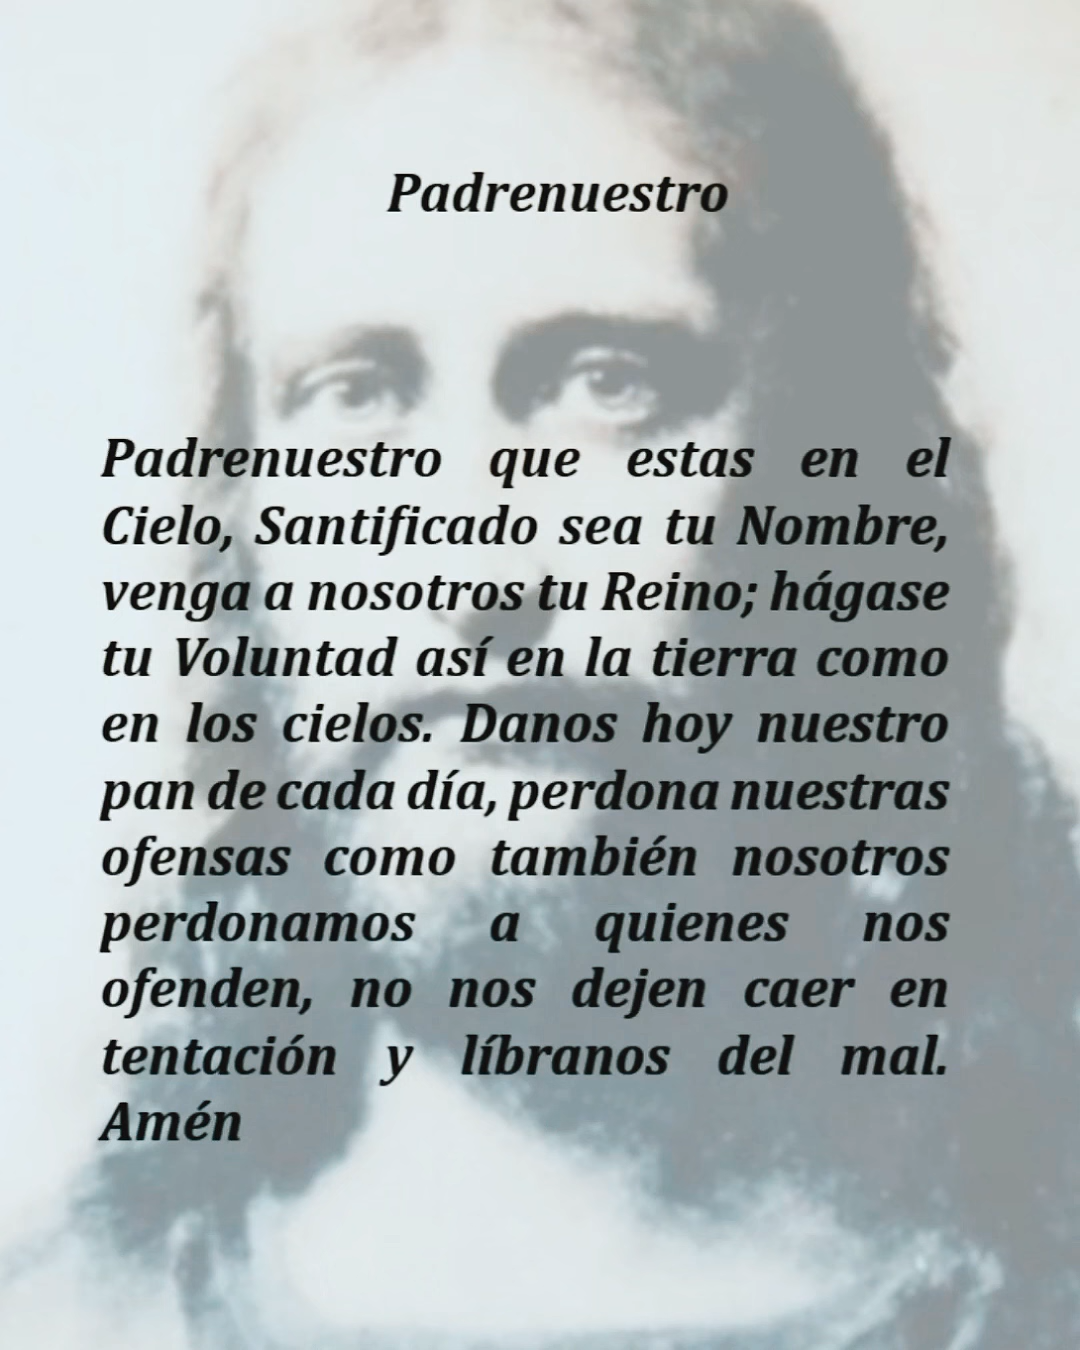 Padrenuestro
Padrenuestro que estas en el
Cielo, Santificado sea tu Nombre,
venga a nosotros tu Reino; hágase
tu Voluntad así en la tierra como
en los cielos. Danos hoy nuestro
pan de cada día, perdona nuestras
ofensas como también nosotros
perdonamos a quienes nos
ofenden, no nos dejen caer en
tentación y líbranos del mal.
Amén